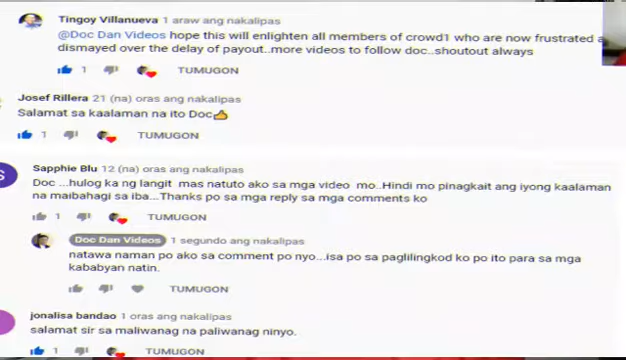 Tingoy Villanueva 1 araw ang nakalipas
@Doc Dan Videos hope this will enlighten all members of crowd1 who are now frustrated
dismayed over the delay of payout..more videos to follow doc..shoutout always
1 TUMUGON
Josef Rillera 21 (na) oras ang nakalipas
Salamat sa kaalaman na ito Doc👍
1 TUMUGON
S
Sapphie Blu 12 (na) oras ang nakalipas
Doc ...hulog ka ng langit mas natuto ako sa mga video mo..Hindi mo pinagkait ang iyong kaalaman
na maibahagi sa iba...Thanks po sa mga reply sa mga comments ko
1 TUMUGON
Doc Dan Videos 1 segundo ang nakalipas
natawa naman po ako sa comment po nyo...isa po sa paglilingkod ko po ito para sa mga
kababyan natin.
TUMUGON
jonalisa bandao 1 oras ang nakalipas
salamat sir sa maliwanag na paliwanag ninyo.
1 TUMUGON